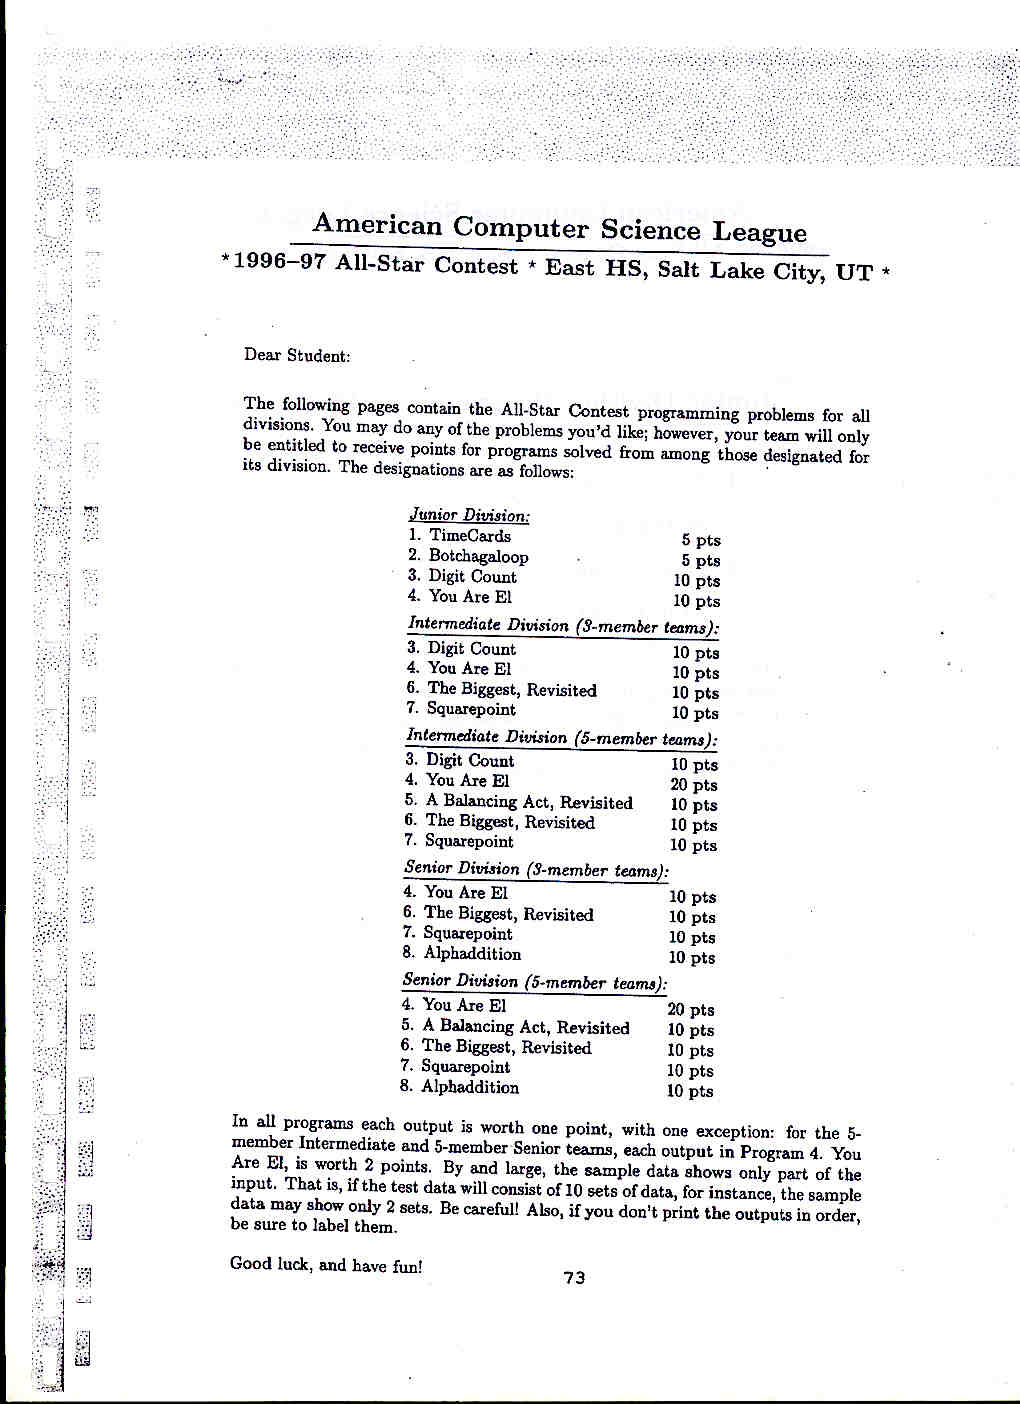 American Computer Science League
*1996–97 All-Star Contest * East HS, Salt Lake City, UT *
Dear Student:
The following pages contain the All-Star Contest programming problems for all
divisions. You may do any of the problems you'd like; however, your team will only
be entitled to receive points for programs solved from among those designated for
its division. The designations are as follows:
Junior Division:
1. TimeCards 5 pts
2. Botchagaloop 5 pts
3. Digit Count 10 pts
4. You Are El 10 pts
Intermediate Division (3-member teams):
3. Digit Count 10 pts
4. You Are El 10 pts
6. The Biggest, Revisited 10 pts
7. Squarepoint 10 pts
Intermediate Division (5-member teams):
3. Digit Count 10 pts
4. You Are El 20 pts
5. A Balancing Act, Revisited 10 pts
6. The Biggest, Revisited 10 pts
7. Squarepoint 10 pts
Senior Division (3-member teams):
4. You Are El 10 pts
6. The Biggest, Revisited 10 pts
7. Squarepoint 10 pts
8. Alphaddition 10 pts
Senior Division (5-member teams):
4. You Are El 20 pts
5. A Balancing Act, Revisited 10 pts
6. The Biggest, Revisited 10 pts
7. Squarepoint 10 pts
8. Alphaddition 10 pts
In all programs each output is worth one point, with one exception: for the 5-
member Intermediate and 5-member Senior teams, each output in Program 4. You
Are El, is worth 2 points. By and large, the sample data shows only part of the
input. That is, if the test data will consist of 10 sets of data, for instance, the sample
data may show only 2 sets. Be careful! Also, if you don't print the outputs in order,
be sure to label them.
Good luck, and have fun!
73